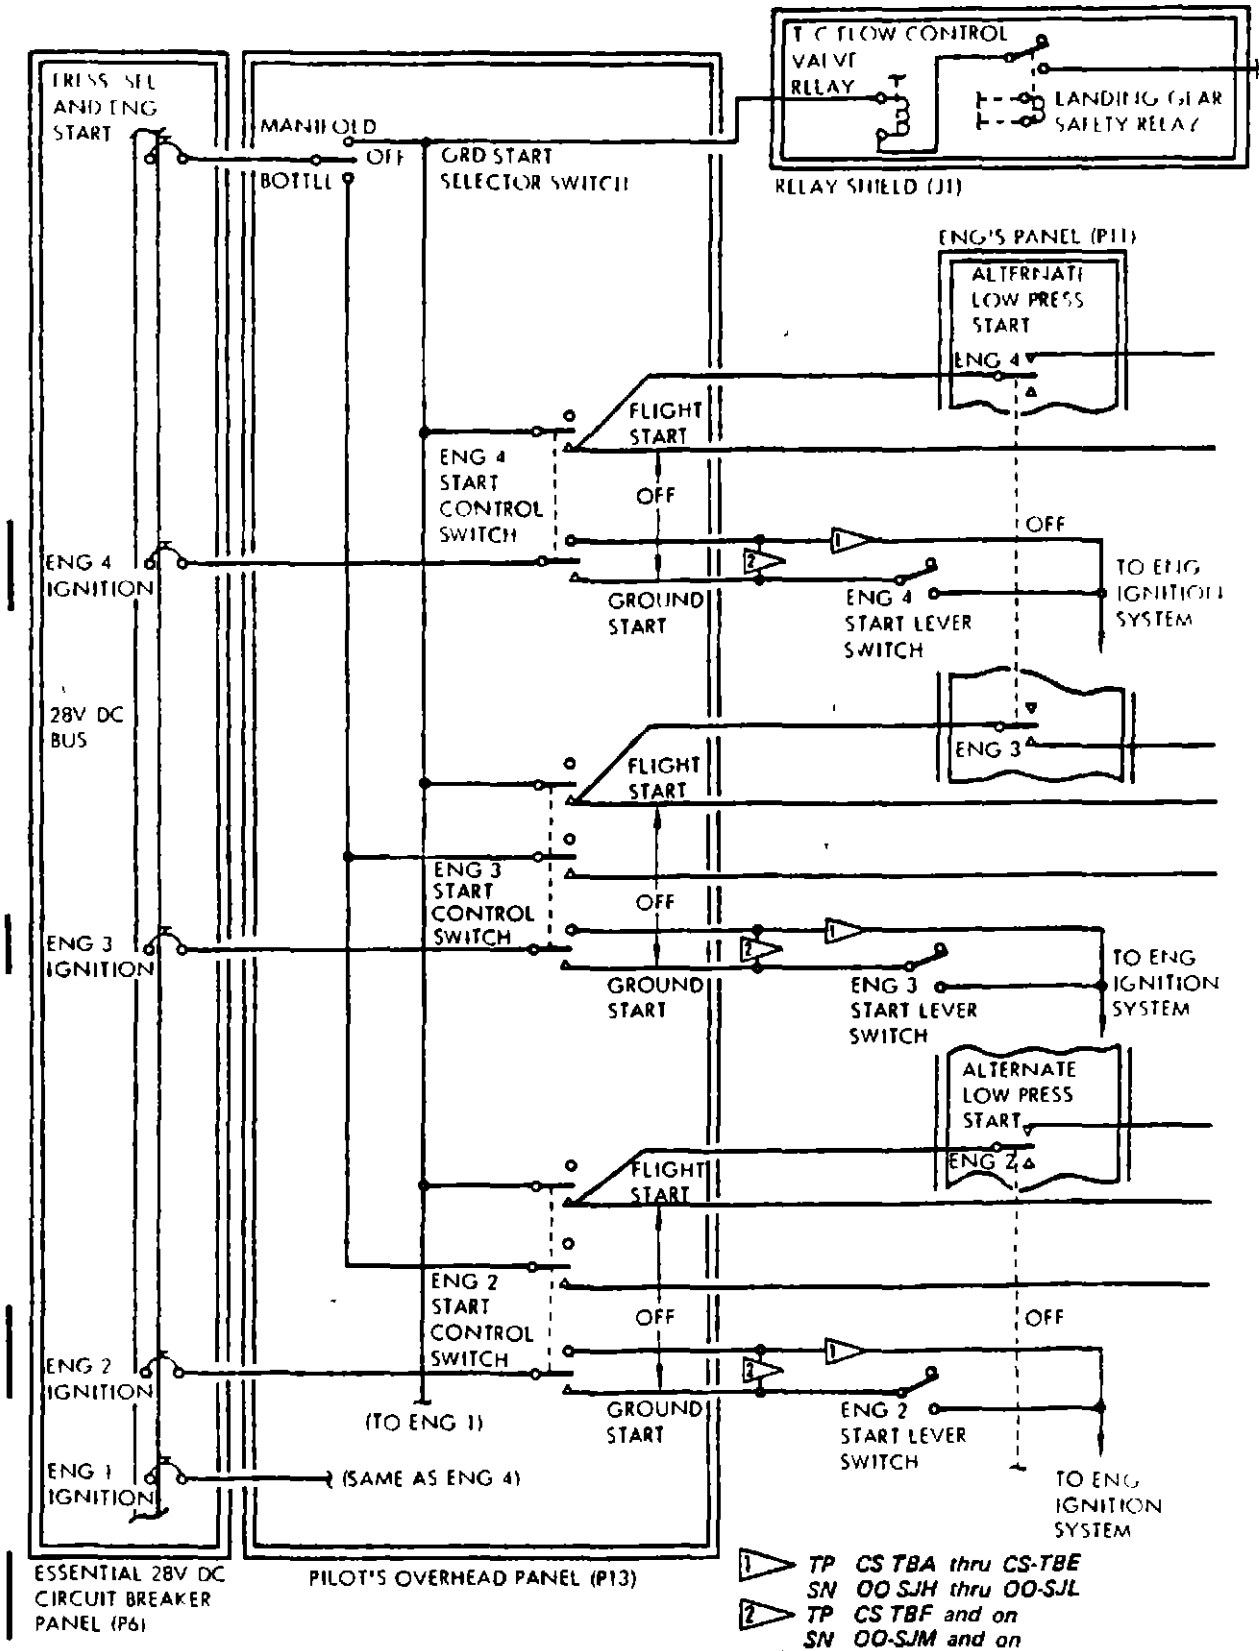 PRESS. SEL
AND ENG
START
MANIFOLD
OFF
BOTTLE
GRD START
SELECTOR SWITCH
T C FLOW CONTROL
VALVE
RELAY
LANDING GEAR
SAFETY RELAY
RELAY SHIELD (J1)
ENG'S PANEL (P11)
ALTERNATE
LOW PRESS
START
ENG 4
FLIGHT
START
ENG 4
START
CONTROL
SWITCH
OFF
OFF
ENG 4
IGNITION
1
2
GROUND
START
ENG 4
START LEVER
SWITCH
TO ENG
IGNITION
SYSTEM
28V DC
BUS
ENG 3
FLIGHT
START
ENG 3
START
CONTROL
SWITCH
OFF
ENG 3
IGNITION
1
2
GROUND
START
ENG 3
START LEVER
SWITCH
TO ENG
IGNITION
SYSTEM
ALTERNATE
LOW PRESS
START
ENG 2
FLIGHT
START
ENG 2
START
CONTROL
SWITCH
OFF
OFF
ENG 2
IGNITION
1
2
(TO ENG 1)
GROUND
START
ENG 2
START LEVER
SWITCH
ENG 1
IGNITION
(SAME AS ENG 4)
TO ENG
IGNITION
SYSTEM
ESSENTIAL 28V DC
CIRCUIT BREAKER
PANEL (P6)
PILOT'S OVERHEAD PANEL (P13)
1 TP CS TBA thru CS-TBE
SN OO SJH thru OO-SJL
2 TP CS TBF and on
SN OO-SJM and on